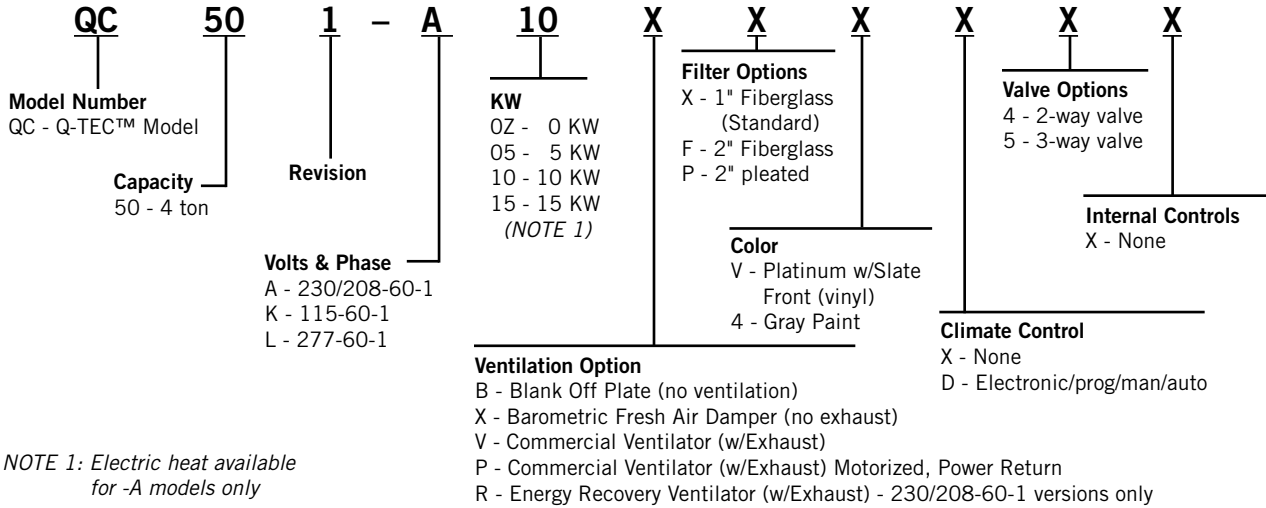 QC 50 1 – A 10 X X X X X X
Model Number
QC - Q-TEC™ Model
Capacity
50 - 4 ton
Revision
Volts & Phase
A - 230/208-60-1
K - 115-60-1
L - 277-60-1
KW
0Z - 0 KW
05 - 5 KW
10 - 10 KW
15 - 15 KW
(NOTE 1)
Ventilation Option
B - Blank Off Plate (no ventilation)
X - Barometric Fresh Air Damper (no exhaust)
V - Commercial Ventilator (w/Exhaust)
P - Commercial Ventilator (w/Exhaust) Motorized, Power Return
R - Energy Recovery Ventilator (w/Exhaust) - 230/208-60-1 versions only
Filter Options
X - 1" Fiberglass
(Standard)
F - 2" Fiberglass
P - 2" pleated
Color
V - Platinum w/Slate
Front (vinyl)
4 - Gray Paint
Climate Control
X - None
D - Electronic/prog/man/auto
Valve Options
4 - 2-way valve
5 - 3-way valve
Internal Controls
X - None
NOTE 1: Electric heat available
for -A models only